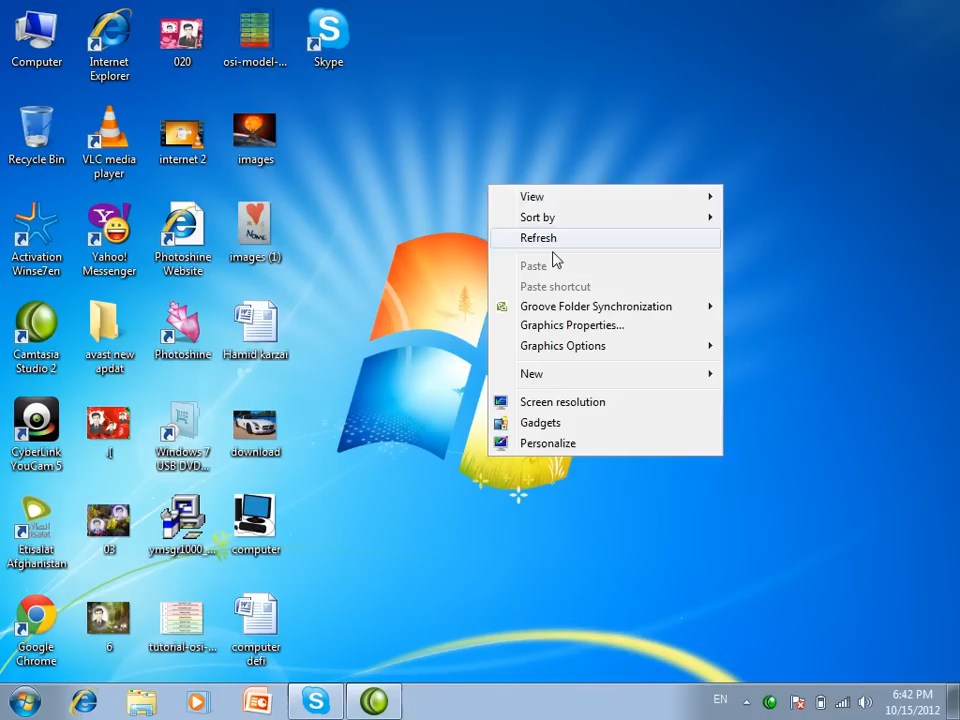 Computer
Internet
Explorer
020
osi-model-...
Skype
Recycle Bin
VLC media
player
internet 2
images
Activation
Winse7en
Yahoo!
Messenger
Photoshine
Website
images (1)
Camtasia
Studio 2
avast new
apdat
Photoshine
Hamid karzai
CyberLink
YouCam 5
.[
Windows 7
USB DVD...
download
Etisalat
Afghanistan
03
ymsgr1000_...
computer
Google
Chrome
6
tutorial-osi-...
computer
defi
View
Sort by
Refresh
Paste
Paste shortcut
Groove Folder Synchronization
Graphics Properties...
Graphics Options
New
Screen resolution
Gadgets
Personalize
EN
6:42 PM
10/15/2012